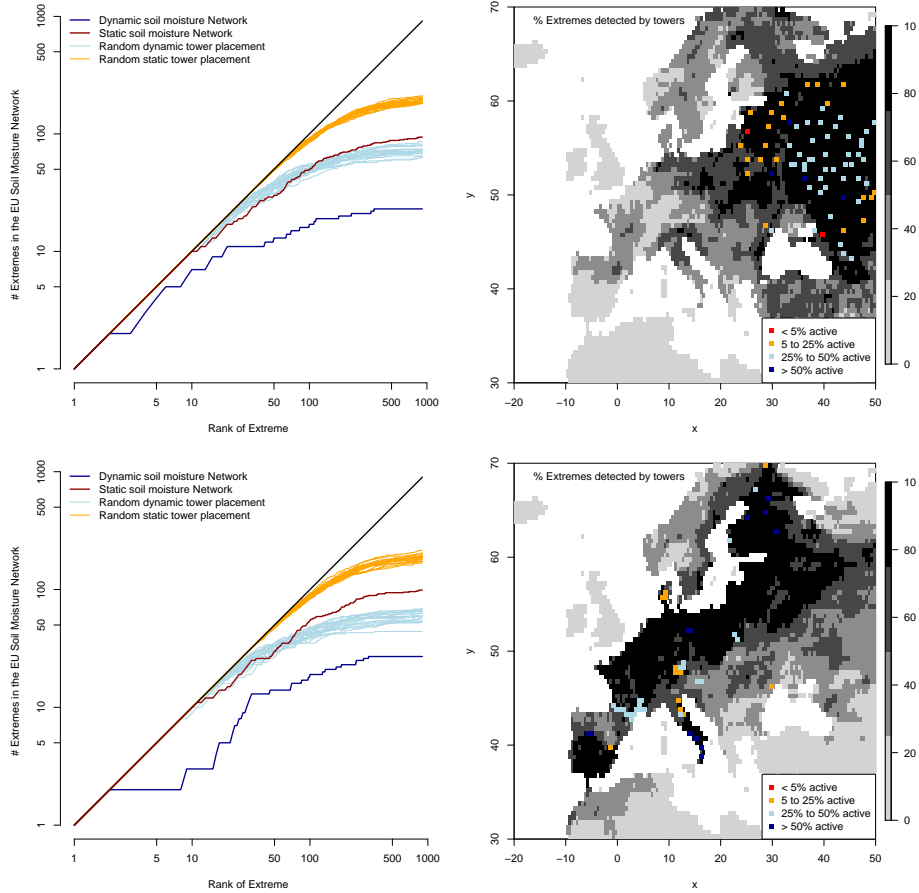 Dynamic soil moisture Network
Static soil moisture Network
Random dynamic tower placement
Random static tower placement
# Extremes in the EU Soil Moisture Network
1000
500
100
50
10
5
1
1 5 10 50 100 500 1000
Rank of Extreme
% Extremes detected by towers
y
70
60
50
40
30
-20 -10 0 10 20 30 40 50
x
< 5% active
5 to 25% active
25% to 50% active
> 50% active
10
80
60
40
20
0
Dynamic soil moisture Network
Static soil moisture Network
Random dynamic tower placement
Random static tower placement
# Extremes in the EU Soil Moisture Network
1000
500
100
50
10
5
1
1 5 10 50 100 500 1000
Rank of Extreme
% Extremes detected by towers
y
70
60
50
40
30
-20 -10 0 10 20 30 40 50
x
< 5% active
5 to 25% active
25% to 50% active
> 50% active
10
80
60
40
20
0